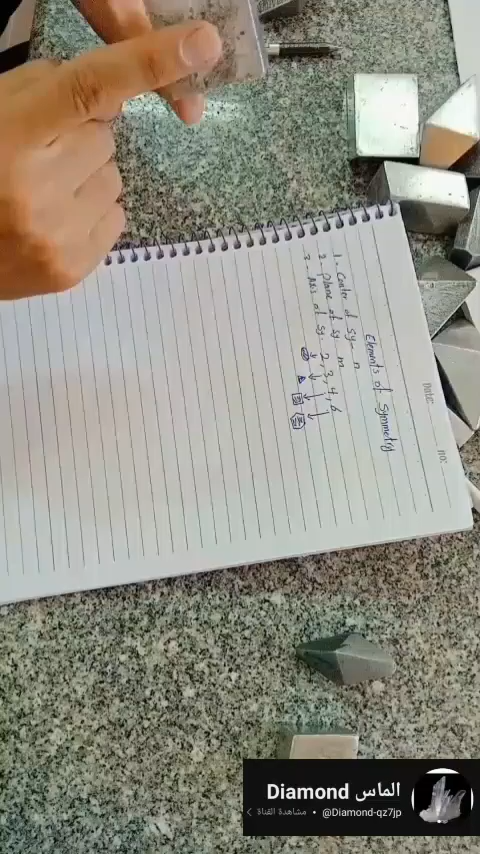 Date:
no:
Elements of Symmetry
1- Center of Sy- n
2- Plane of Sy m
3- Axis of Sy. 2, 3, 4, 6
Diamond الماس
@Diamond-qz7jp • مشاهدة القناة